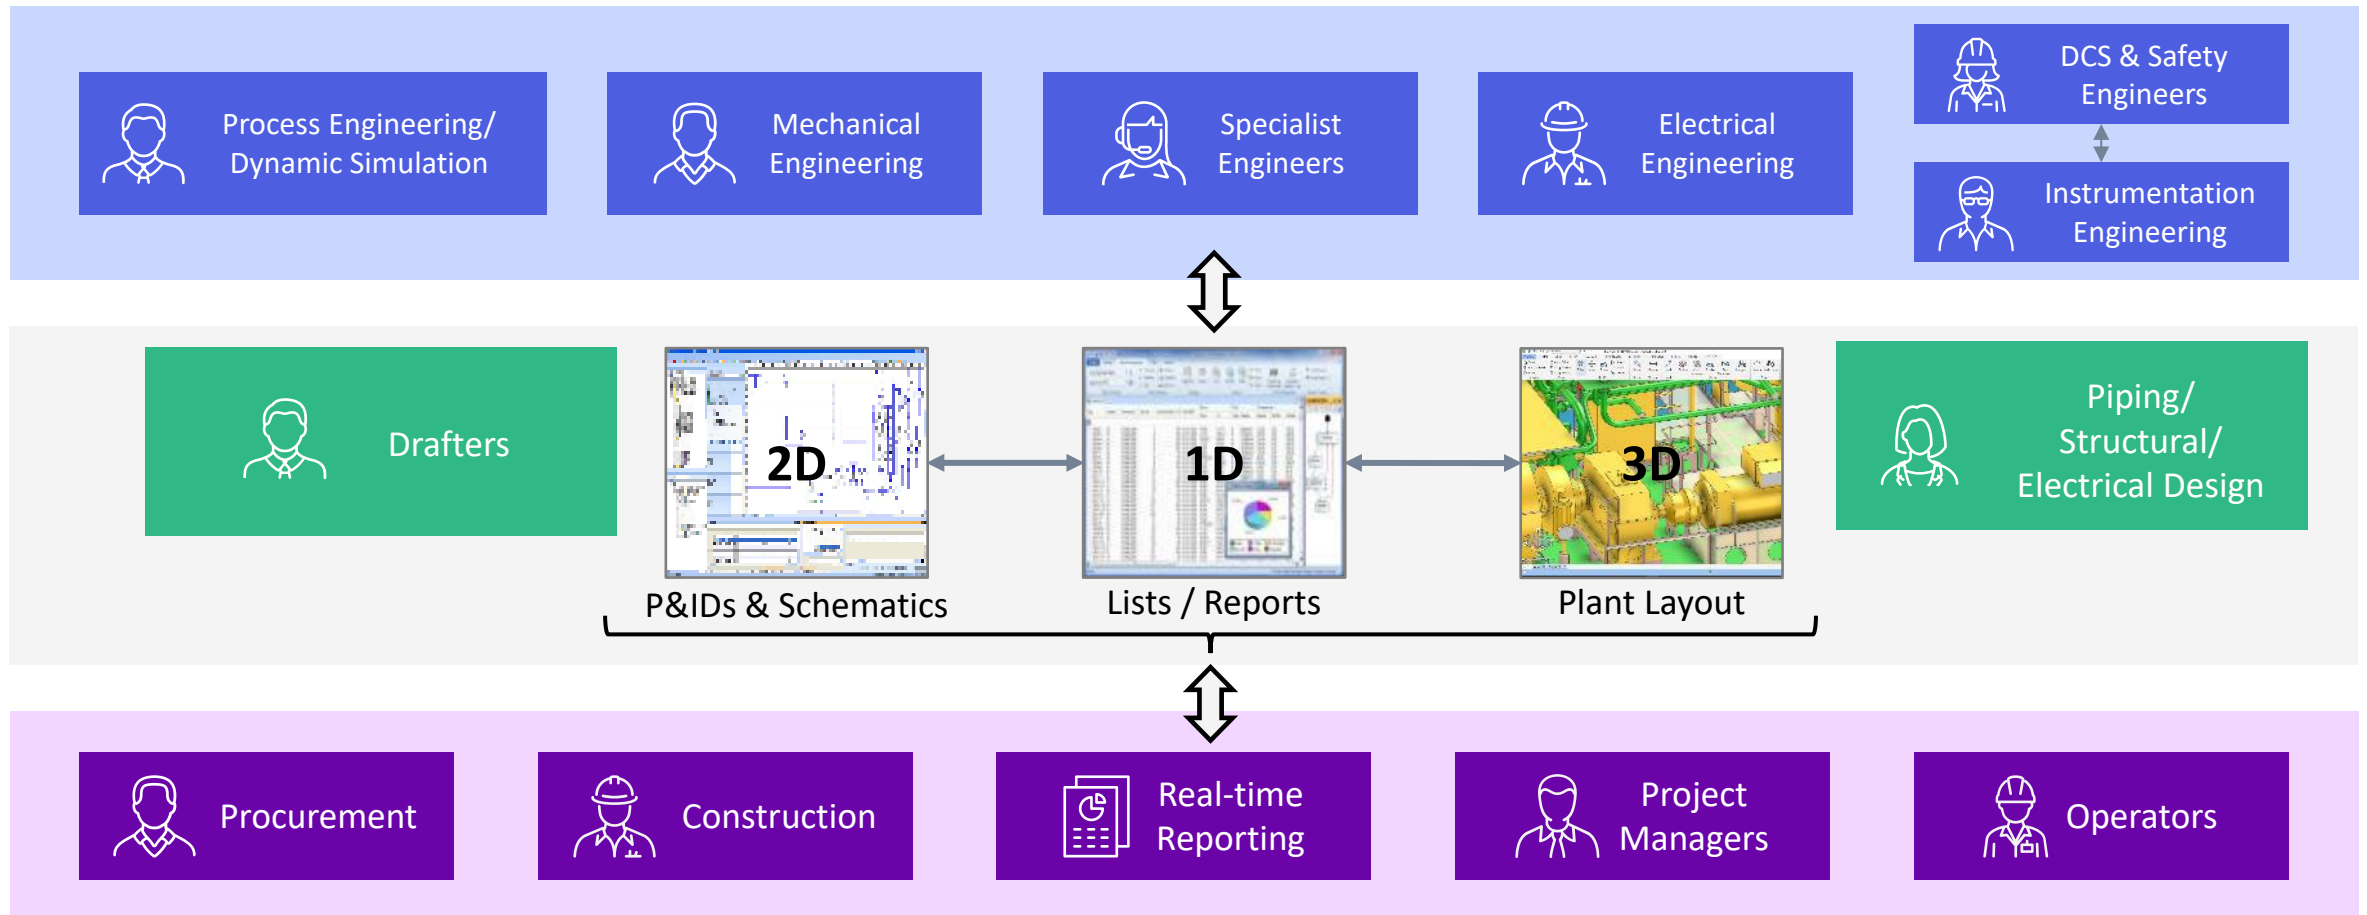 Process Engineering/
Dynamic Simulation
Mechanical
Engineering
Specialist
Engineers
Electrical
Engineering
DCS & Safety
Engineers
Instrumentation
Engineering
Drafters
2D
P&IDs & Schematics
1D
Lists / Reports
3D
Plant Layout
Piping/
Structural/
Electrical Design
Procurement
Construction
Real-time
Reporting
Project
Managers
Operators